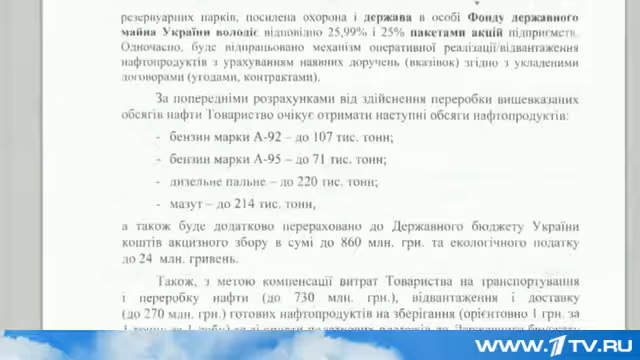 резервуарних парків, посилена охорона і держава в особі Фонду державного
майна України володіє відповідно 25,99% і 25% пакетами акцій підприємств.
Одночасно, буде відпрацьовано механізм оперативної реалізації/відвантаження
нафтопродуктів з урахуванням наявних доручень (вказівок) згідно з укладеними
договорами (угодами, контрактами).
За попередніми розрахунками від здійснення переробки вищевказаних
обсягів нафти Товариство очікує отримати наступні обсяги нафтопродуктів:
- бензин марки А-92 – до 107 тис. тонн;
- бензин марки А-95 – до 71 тис. тонн;
- дизельне пальне – до 220 тис. тонн;
- мазут – до 214 тис. тонн,
а також буде додатково перераховано до Державного бюджету України
коштів акцизного збору в сумі до 860 млн. грн. та екологічного податку
до 24 млн. гривень.
Також, з метою компенсації витрат Товариства на транспортування
і переробку нафти (до 730 млн. грн.), відвантаження і доставку
(до 270 млн. грн.) готових нафтопродуктів на зберігання (орієнтовно 1 грн. за
WWW.1TV.RU